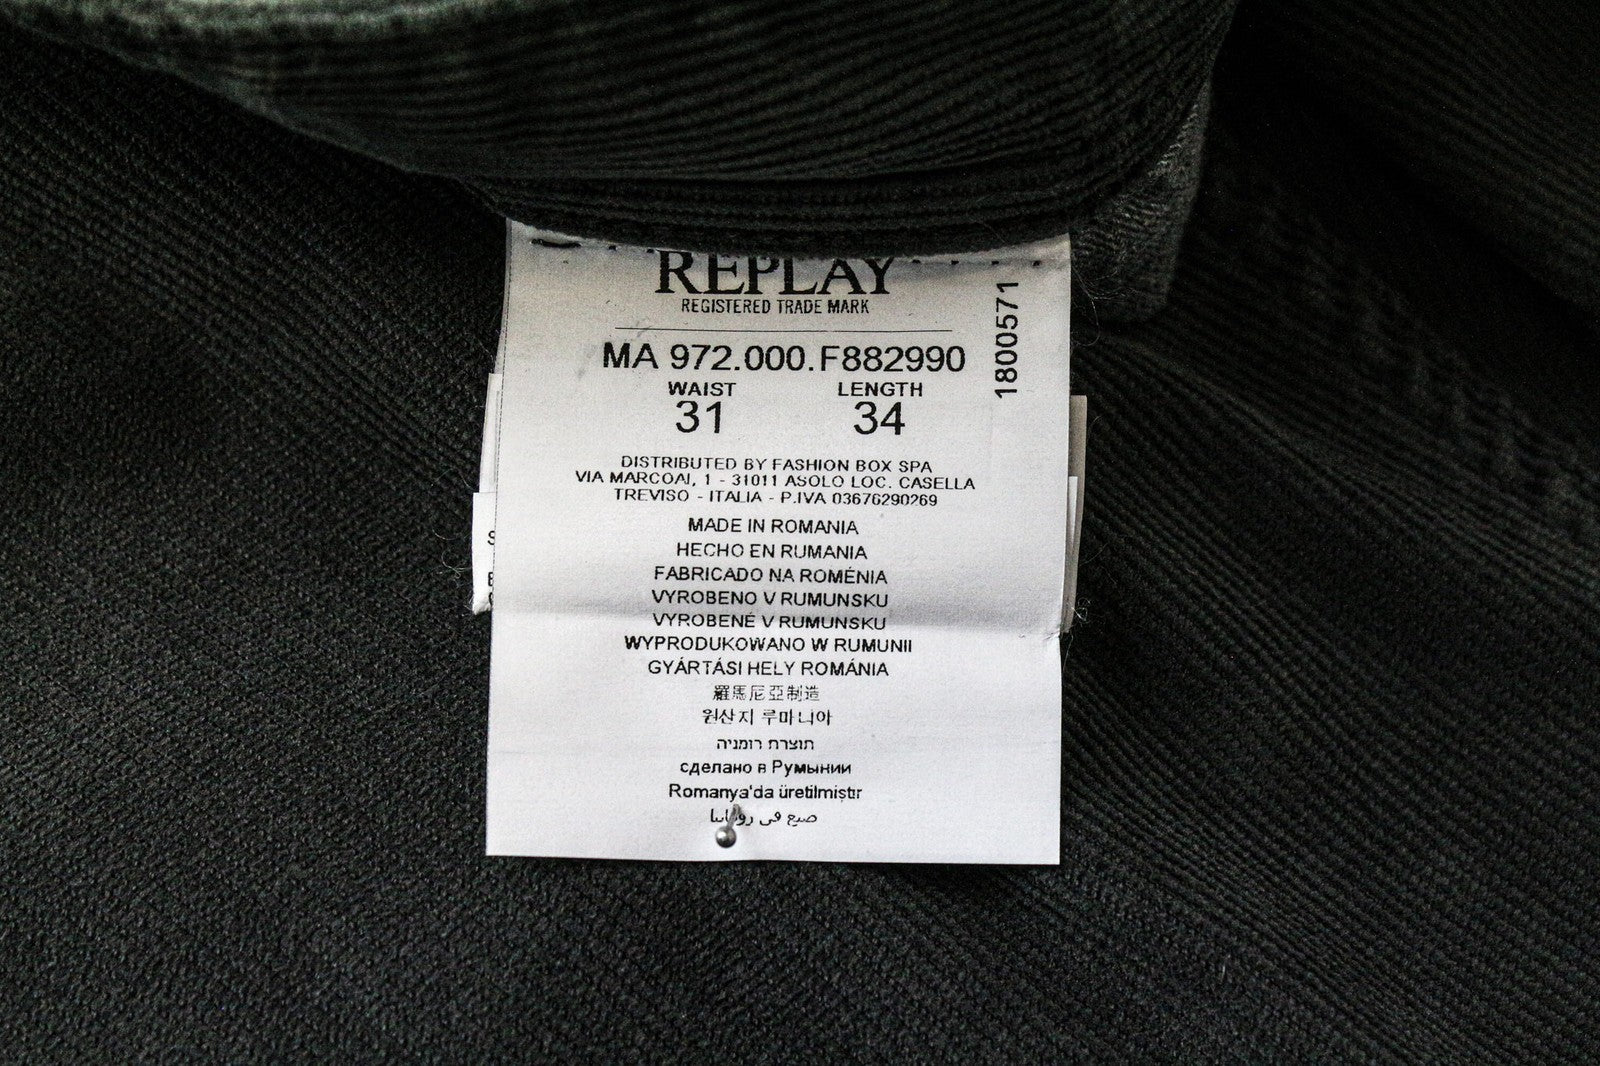 REPLAY
REGISTERED TRADE MARK
1800571
MA 972.000.F882990
WAIST LENGTH
31 34
DISTRIBUTED BY FASHION BOX SPA
VIA MARCOAI, 1 - 31011 ASOLO LOC. CASELLA
TREVISO - ITALIA - P.IVA 03676290269
MADE IN ROMANIA
HECHO EN RUMANIA
FABRICADO NA ROMÉNIA
VYROBENO V RUMUNSKU
VYROBENÉ V RUMUNSKU
WYPRODUKOWANO W RUMUNII
GYÁRTÁSI HELY ROMÁNIA
羅馬尼亞制造
원산지 루마니아
תוצרת רומניה
сделано в Румынии
Romanya'da üretilmiştir
صنع في رومانيا